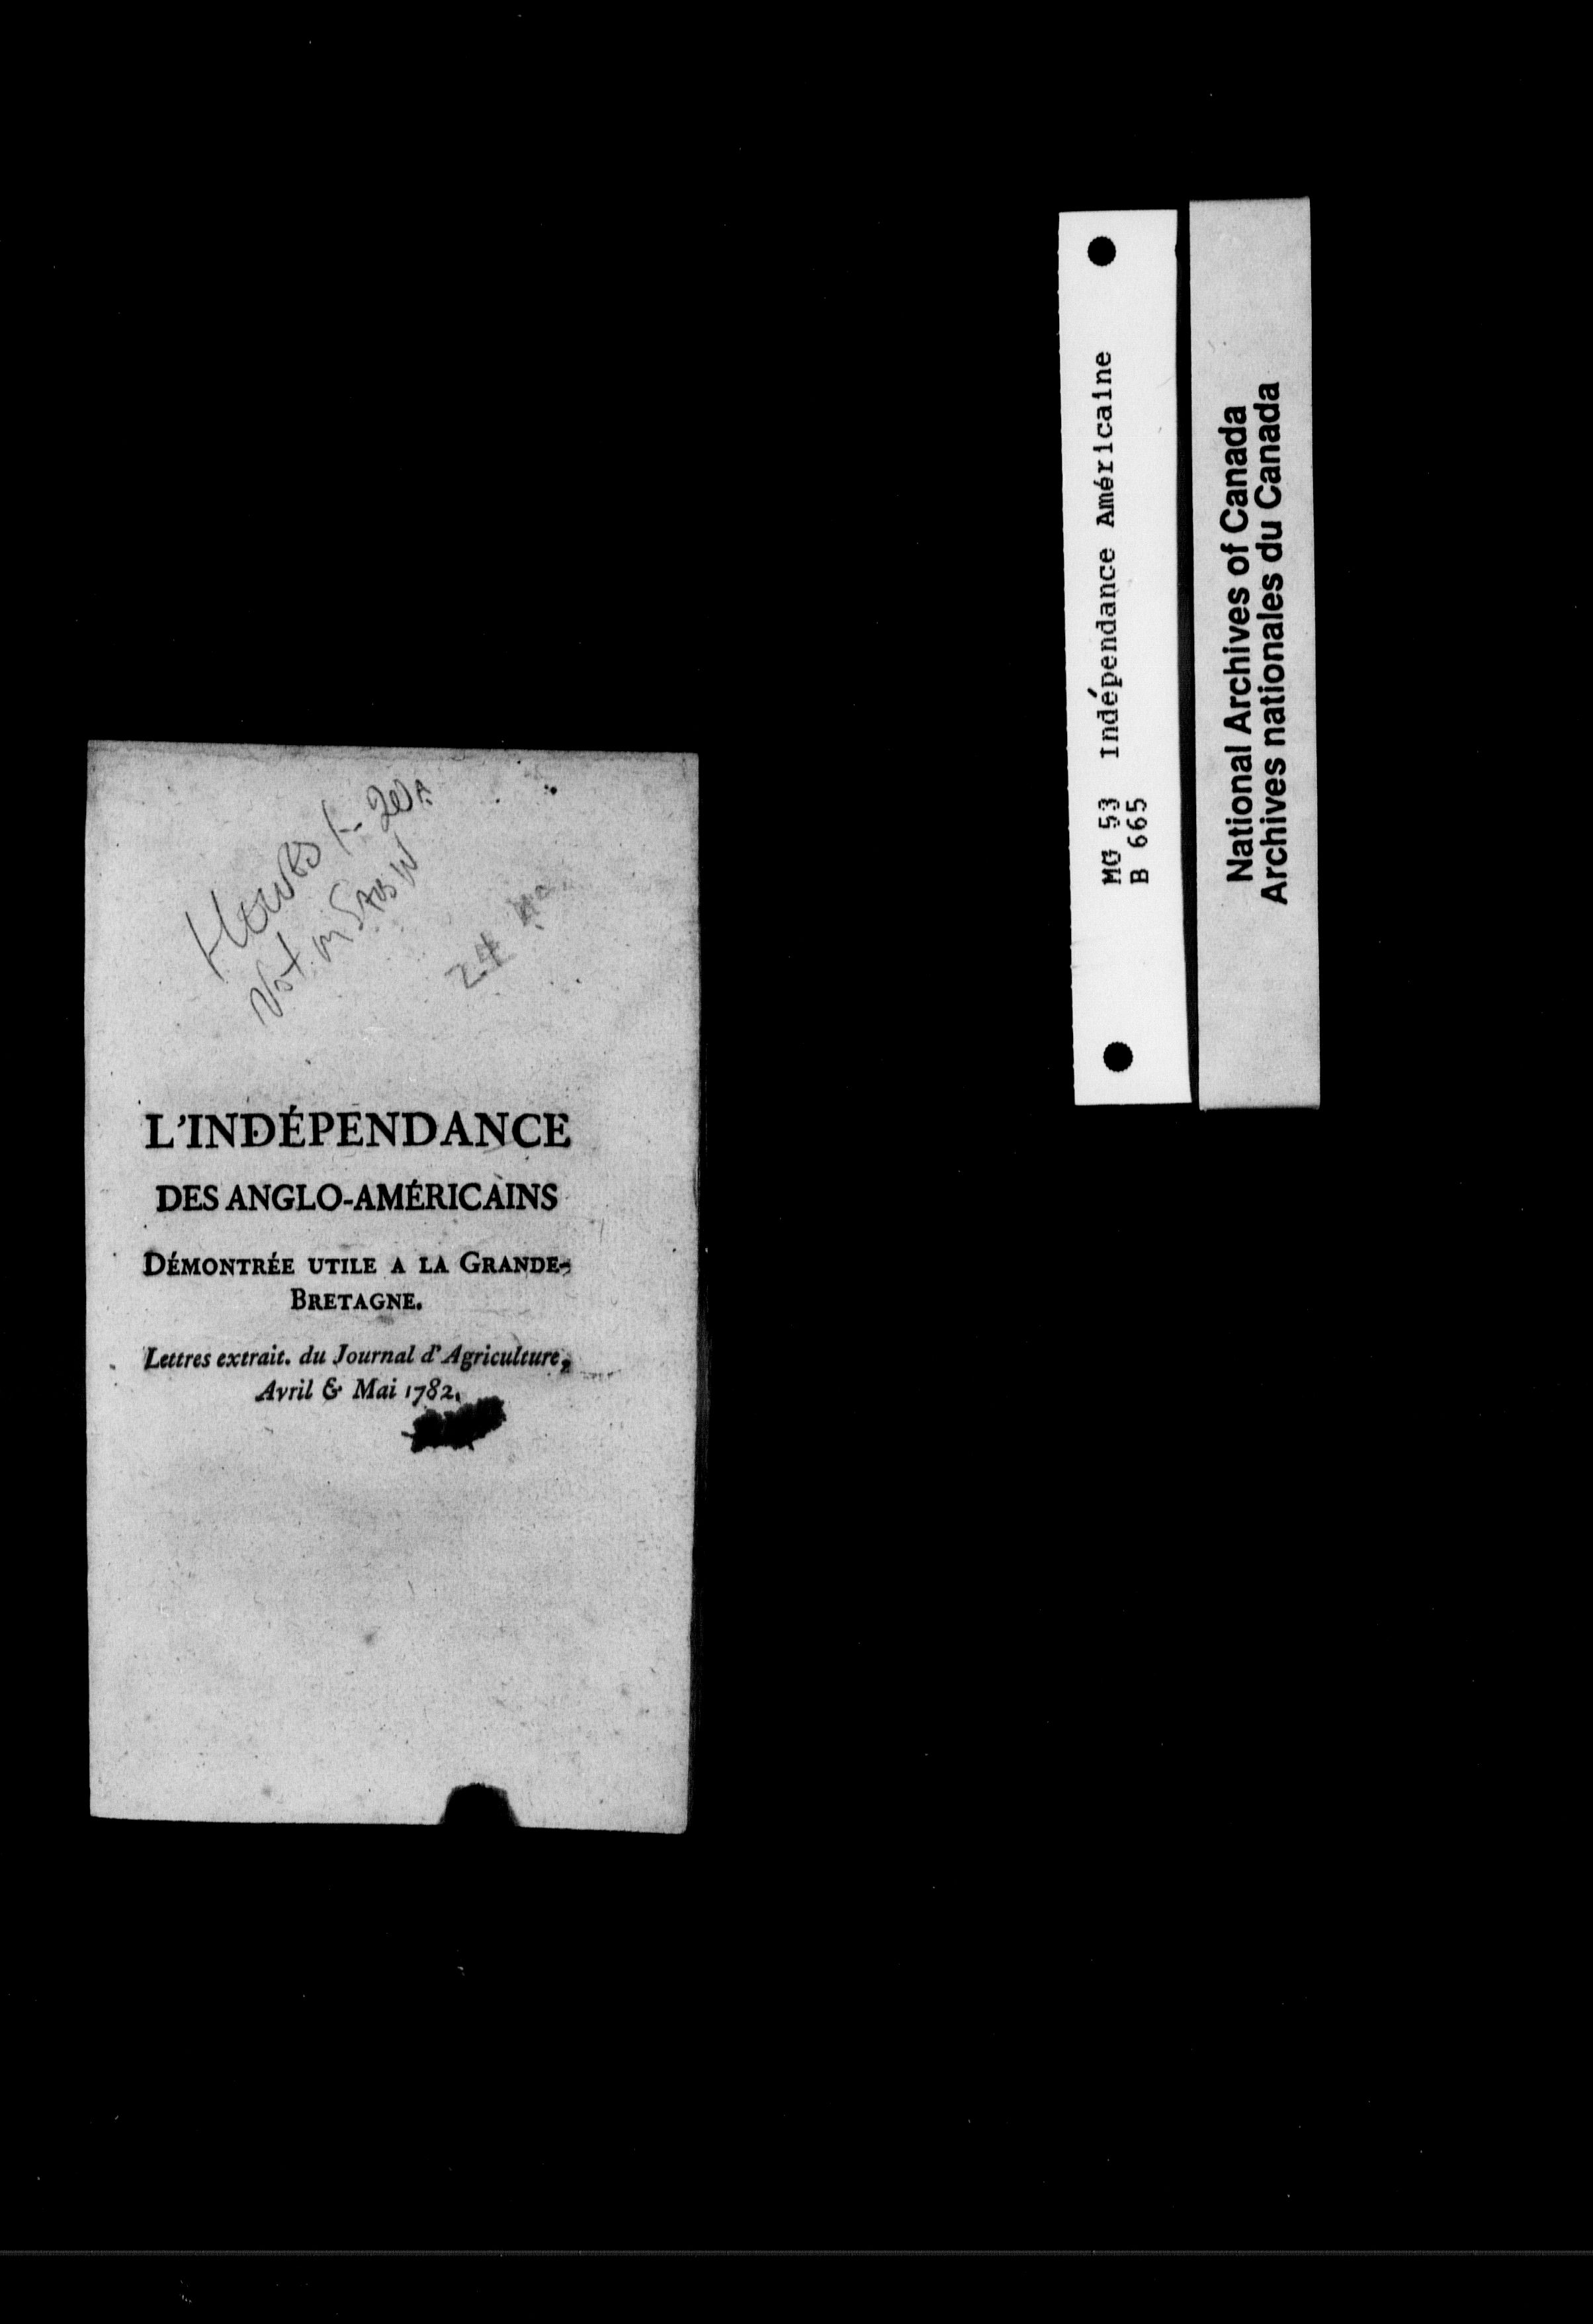 Howes I-20A
Not in Sabin
24
L'INDÉPENDANCE
DES ANGLO-AMÉRICAINS
DÉMONTRÉE UTILE A LA GRANDE-
BRETAGNE.
Lettres extrait. du Journal d'Agriculture,
Avril & Mai 1782.
MG 53 Indépendance Américaine
B 665
National Archives of Canada
Archives nationales du Canada